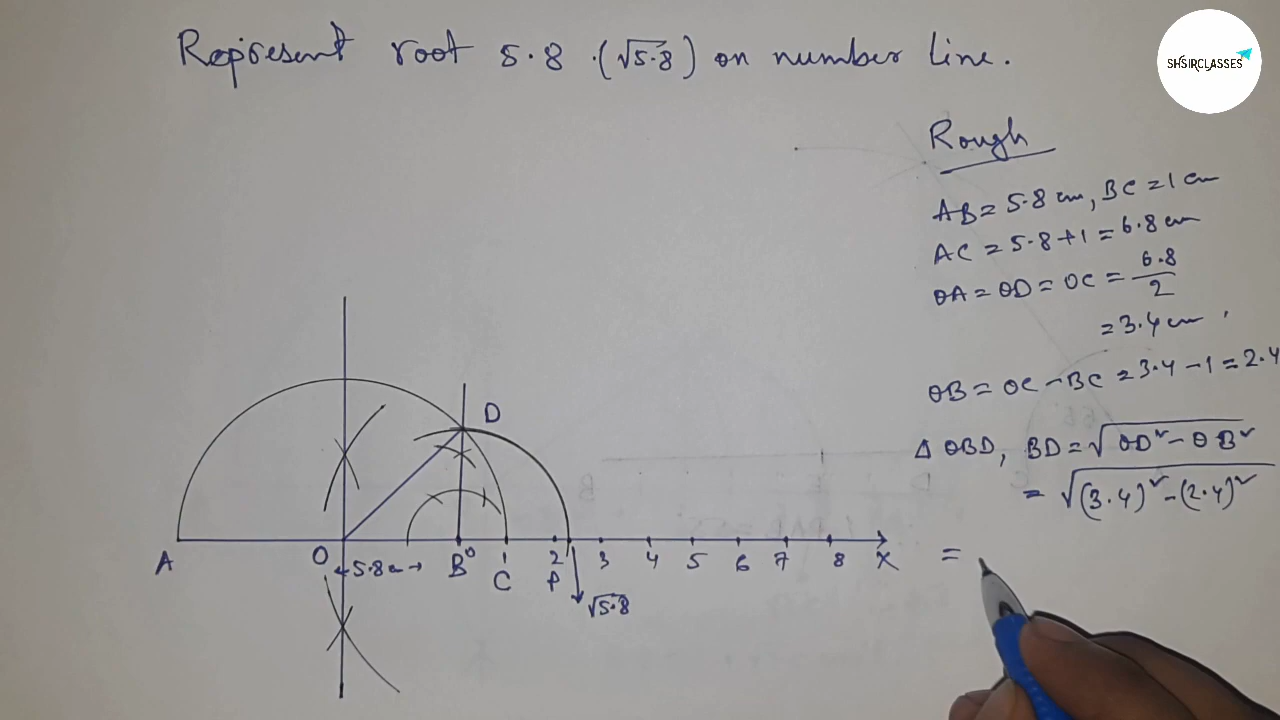 Represent root 5.8 .(√5.8) on number line.
SHSIRCLASSES
Rough
AB = 5.8 cm, BC = 1 cm
AC = 5.8 + 1 = 6.8 cm
OA = OD = OC = 6.8/2
= 3.4 cm.
OB = OC - BC = 3.4 - 1 = 2.4
Δ OBD, BD = √OD² - OB²
= √(3.4)² - (2.4)²
=
D
A O 5.8 cm B 0 1 C 2 P 3 4 5 6 7 8 X
√5.8